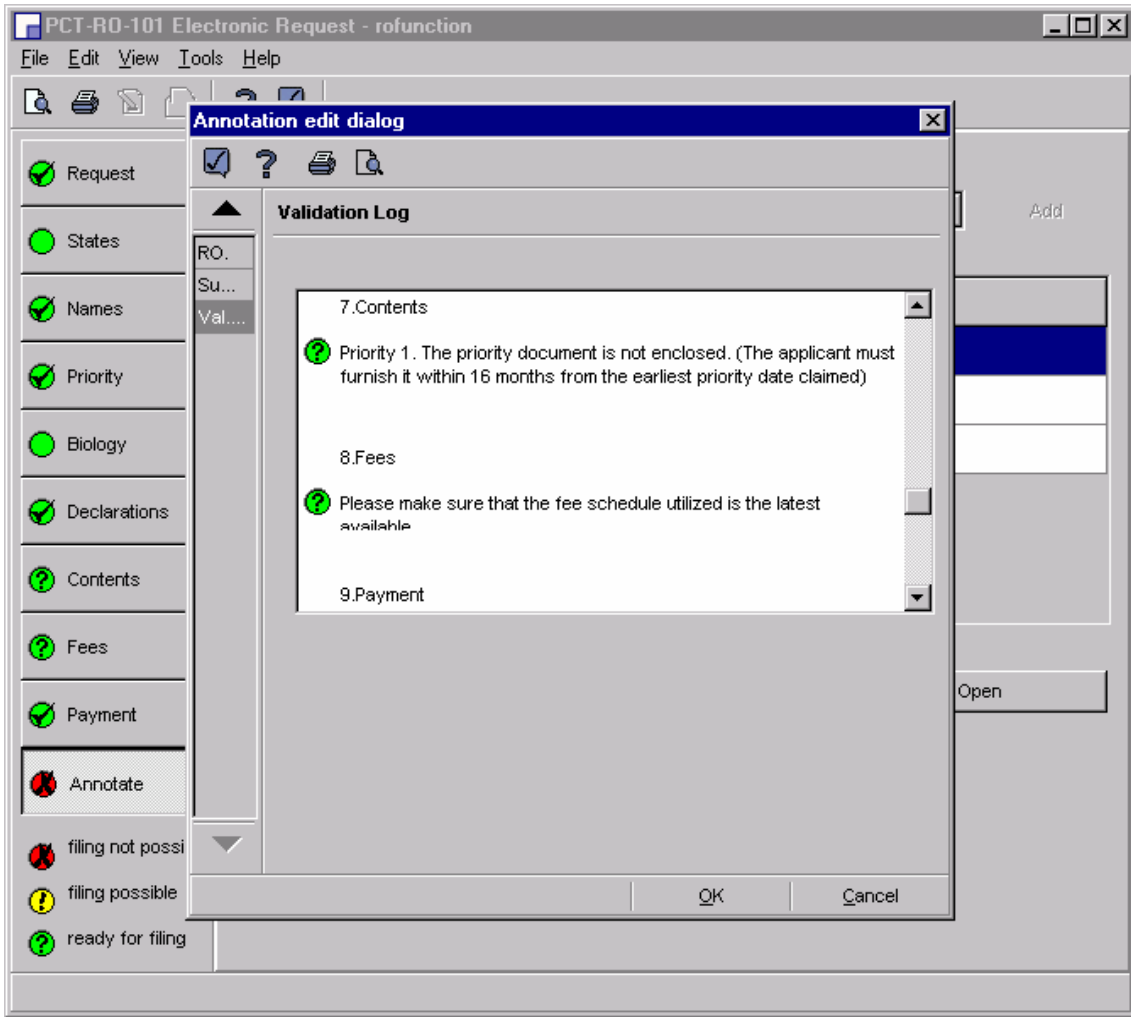 PCT-RO-101 Electronic Request - rofunction
File Edit View Tools Help
Annotation edit dialog
Request
States
Names
Priority
Biology
Declarations
Contents
Fees
Payment
Annotate
filing not possi
filing possible
ready for filing
RO.
Su...
Val....
Validation Log
7.Contents
Priority 1. The priority document is not enclosed. (The applicant must
furnish it within 16 months from the earliest priority date claimed)
8.Fees
Please make sure that the fee schedule utilized is the latest
available
9.Payment
OK Cancel
Add
Open